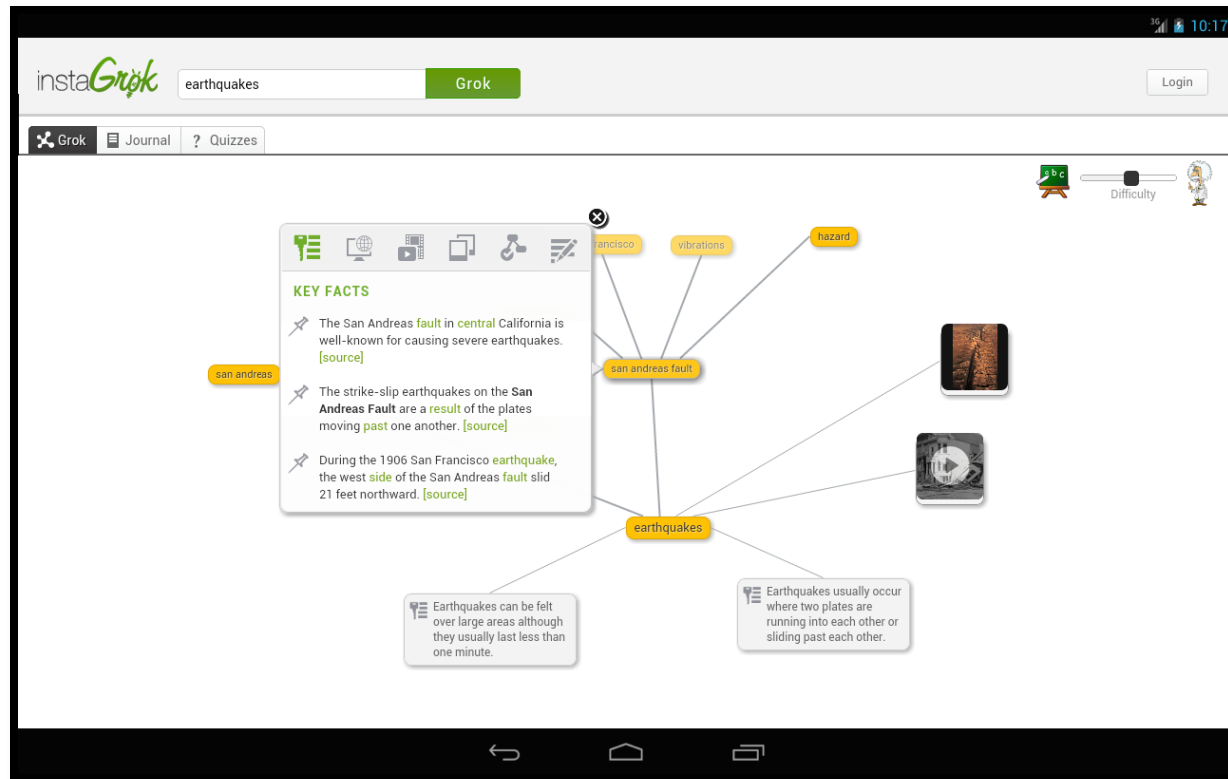 3G 10:17
instaGrok
earthquakes
Grok
Login
Grok
Journal
? Quizzes
a b c
Difficulty
rancisco
vibrations
hazard
KEY FACTS
The San Andreas fault in central California is
well-known for causing severe earthquakes.
[source]
The strike-slip earthquakes on the San
Andreas Fault are a result of the plates
moving past one another. [source]
During the 1906 San Francisco earthquake,
the west side of the San Andreas fault slid
21 feet northward. [source]
san andreas
san andreas fault
earthquakes
Earthquakes can be felt
over large areas although
they usually last less than
one minute.
Earthquakes usually occur
where two plates are
running into each other or
sliding past each other.